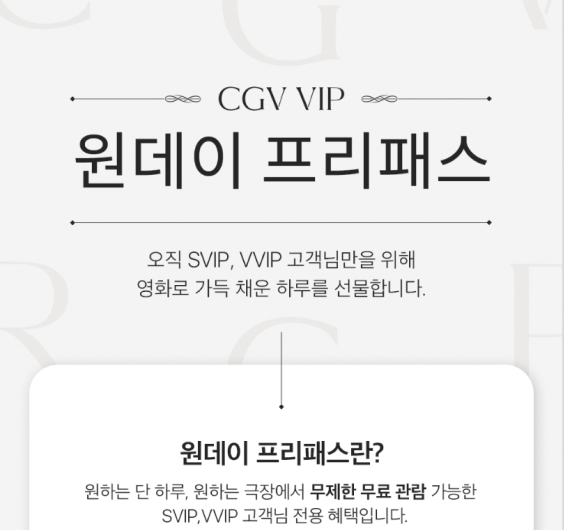 CGV VIP
원데이 프리패스
오직 SVIP, VVIP 고객님만을 위해
영화로 가득 채운 하루를 선물합니다.
원데이 프리패스란?
원하는 단 하루, 원하는 극장에서 무제한 무료 관람 가능한
SVIP,VVIP 고객님 전용 혜택입니다.